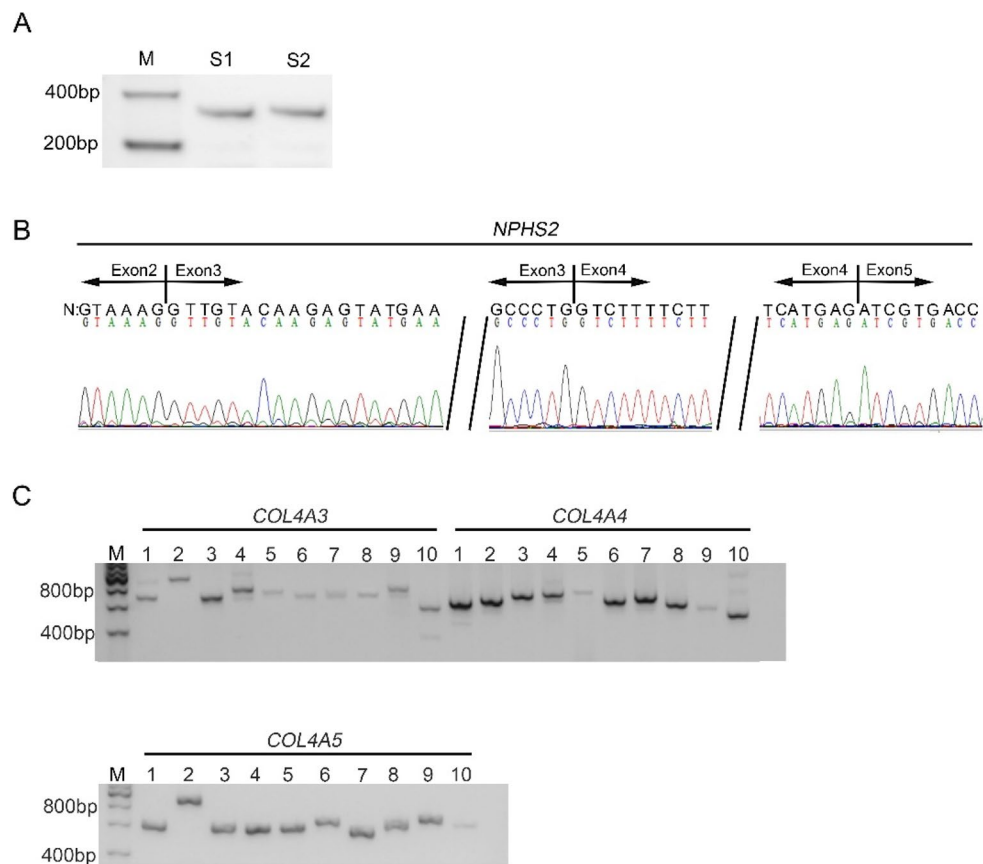 A
M S1 S2
400bp
200bp
B
NPHS2
Exon2 Exon3 Exon3 Exon4 Exon4 Exon5
N:GTAAAGGTTGTACAAGAGTATGAA GCCCTGGTCTTTTCTT TCATGAGATCGTGACC
GTAAAGGTTGTACAAGAGTATGAA GCCCTGGTCTTTTCTT TCATGAGATCGTGACC
C
COL4A3 COL4A4
M 1 2 3 4 5 6 7 8 9 10 1 2 3 4 5 6 7 8 9 10
800bp
400bp
COL4A5
M 1 2 3 4 5 6 7 8 9 10
800bp
400bp